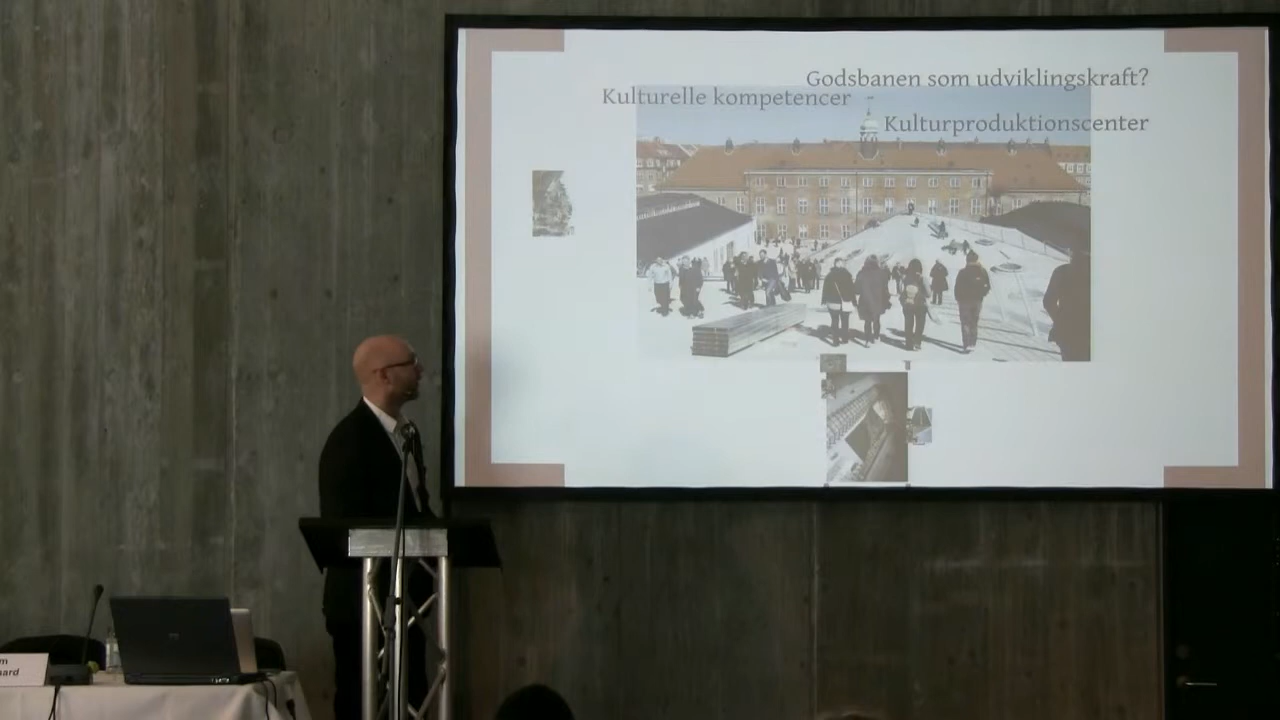 Godsbanen som udviklingskraft?
Kulturelle kompetencer
Kulturproduktionscenter